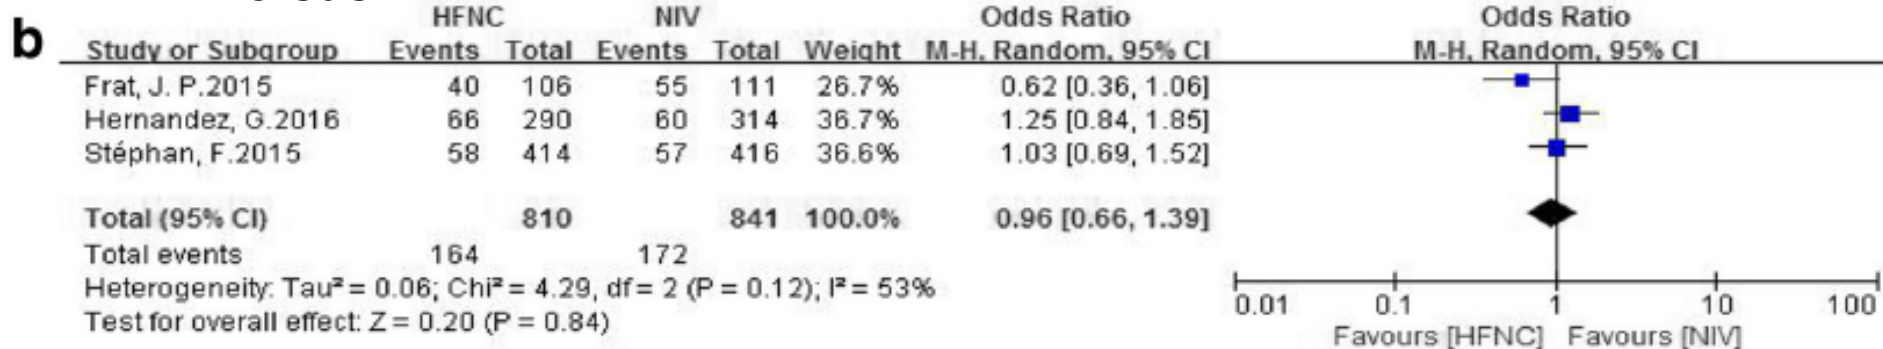 b
HFNC NIV Odds Ratio Odds Ratio
Study or Subgroup Events Total Events Total Weight M-H, Random, 95% CI M-H, Random, 95% CI
Frat, J. P.2015 40 106 55 111 26.7% 0.62 [0.36, 1.06]
Hernandez, G.2016 66 290 60 314 36.7% 1.25 [0.84, 1.85]
Stéphan, F.2015 58 414 57 416 36.6% 1.03 [0.69, 1.52]
Total (95% CI) 810 841 100.0% 0.96 [0.66, 1.39]
Total events 164 172
Heterogeneity: Tau² = 0.06; Chi² = 4.29, df = 2 (P = 0.12); I² = 53%
Test for overall effect: Z = 0.20 (P = 0.84)
0.01 0.1 1 10 100
Favours [HFNC] Favours [NIV]